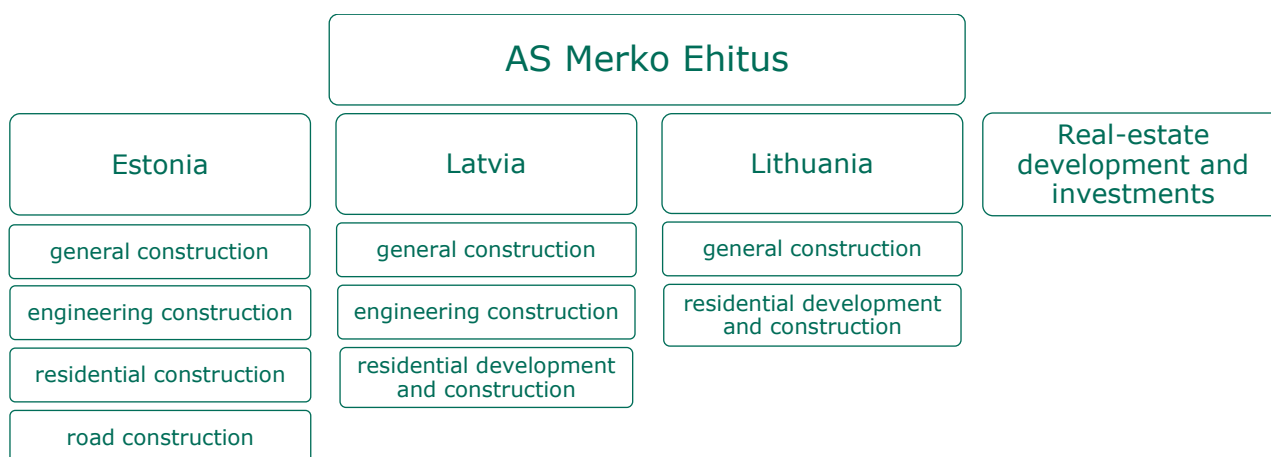 AS Merko Ehitus
Estonia
general construction
engineering construction
residential construction
road construction
Latvia
general construction
engineering construction
residential development
and construction
Lithuania
general construction
residential development
and construction
Real-estate
development and
investments